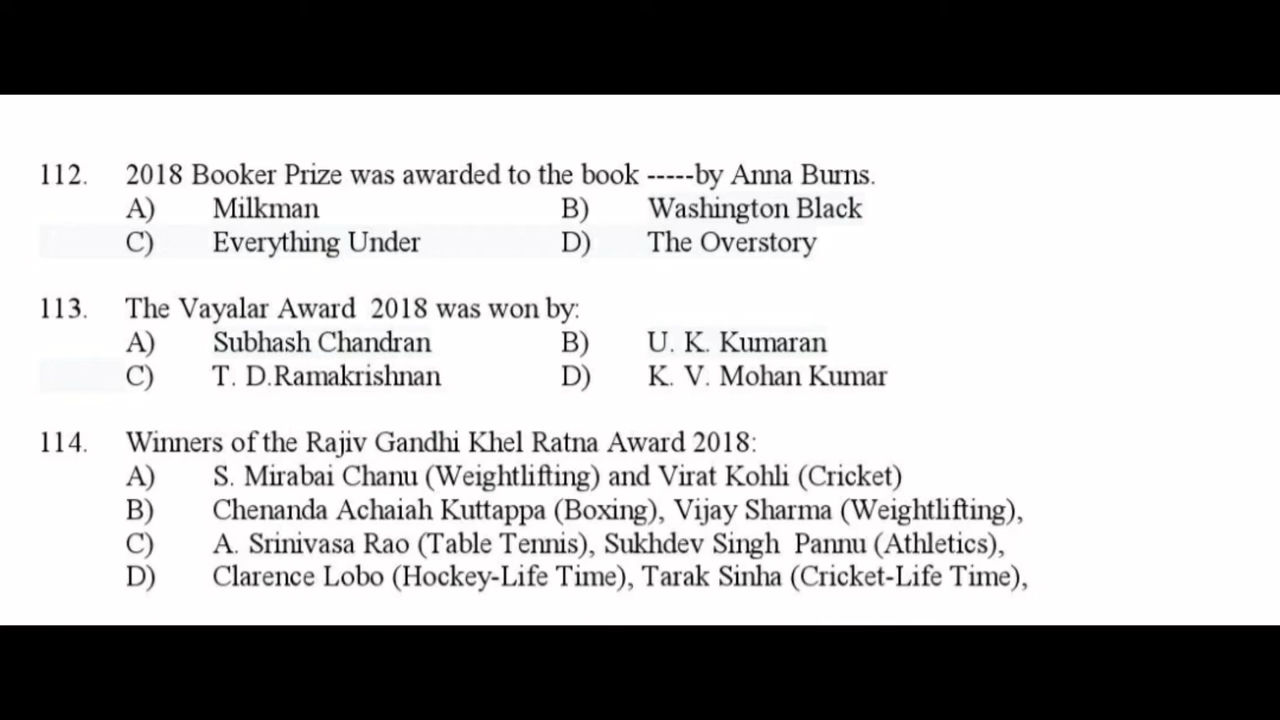 112. 2018 Booker Prize was awarded to the book -----by Anna Burns.
A) Milkman B) Washington Black
C) Everything Under D) The Overstory
113. The Vayalar Award 2018 was won by:
A) Subhash Chandran B) U. K. Kumaran
C) T. D.Ramakrishnan D) K. V. Mohan Kumar
114. Winners of the Rajiv Gandhi Khel Ratna Award 2018:
A) S. Mirabai Chanu (Weightlifting) and Virat Kohli (Cricket)
B) Chenanda Achaiah Kuttappa (Boxing), Vijay Sharma (Weightlifting),
C) A. Srinivasa Rao (Table Tennis), Sukhdev Singh Pannu (Athletics),
D) Clarence Lobo (Hockey-Life Time), Tarak Sinha (Cricket-Life Time),